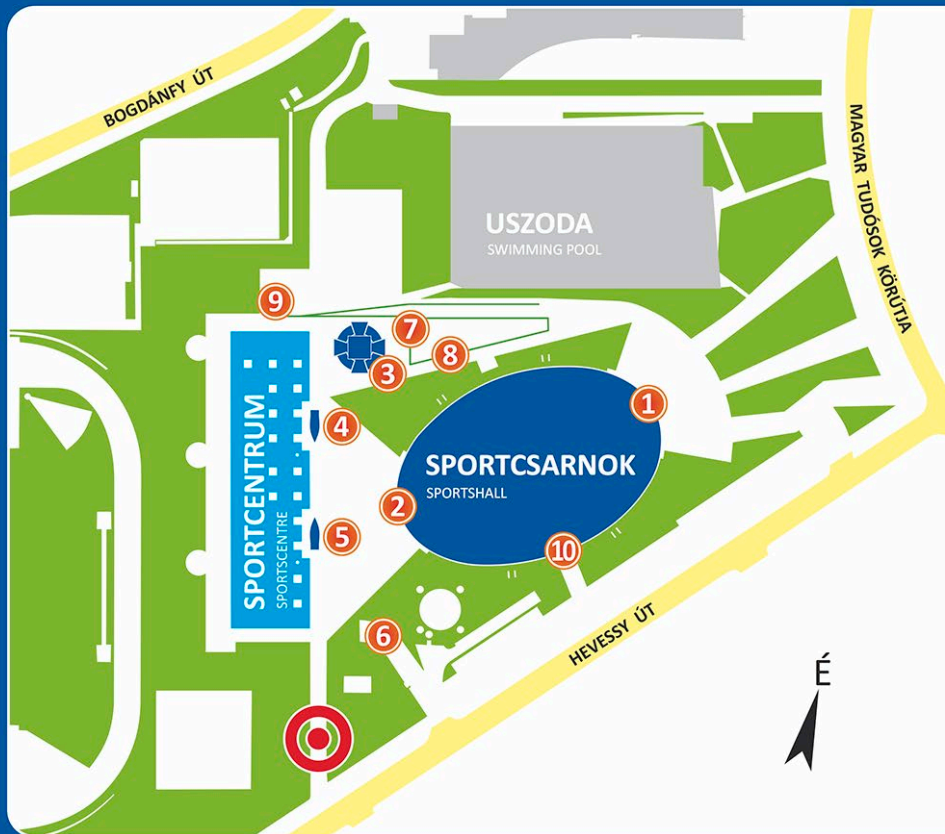 BOGDÁNFY ÚT
MAGYAR TUDÓSOK KÖRÚTJA
USZODA
SWIMMING POOL
9
7
8
3
1
4
SPORTCENTRUM
SPORTSCENTRE
SPORTCSARNOK
SPORTSHALL
2
5
10
6
HEVESSY ÚT
É